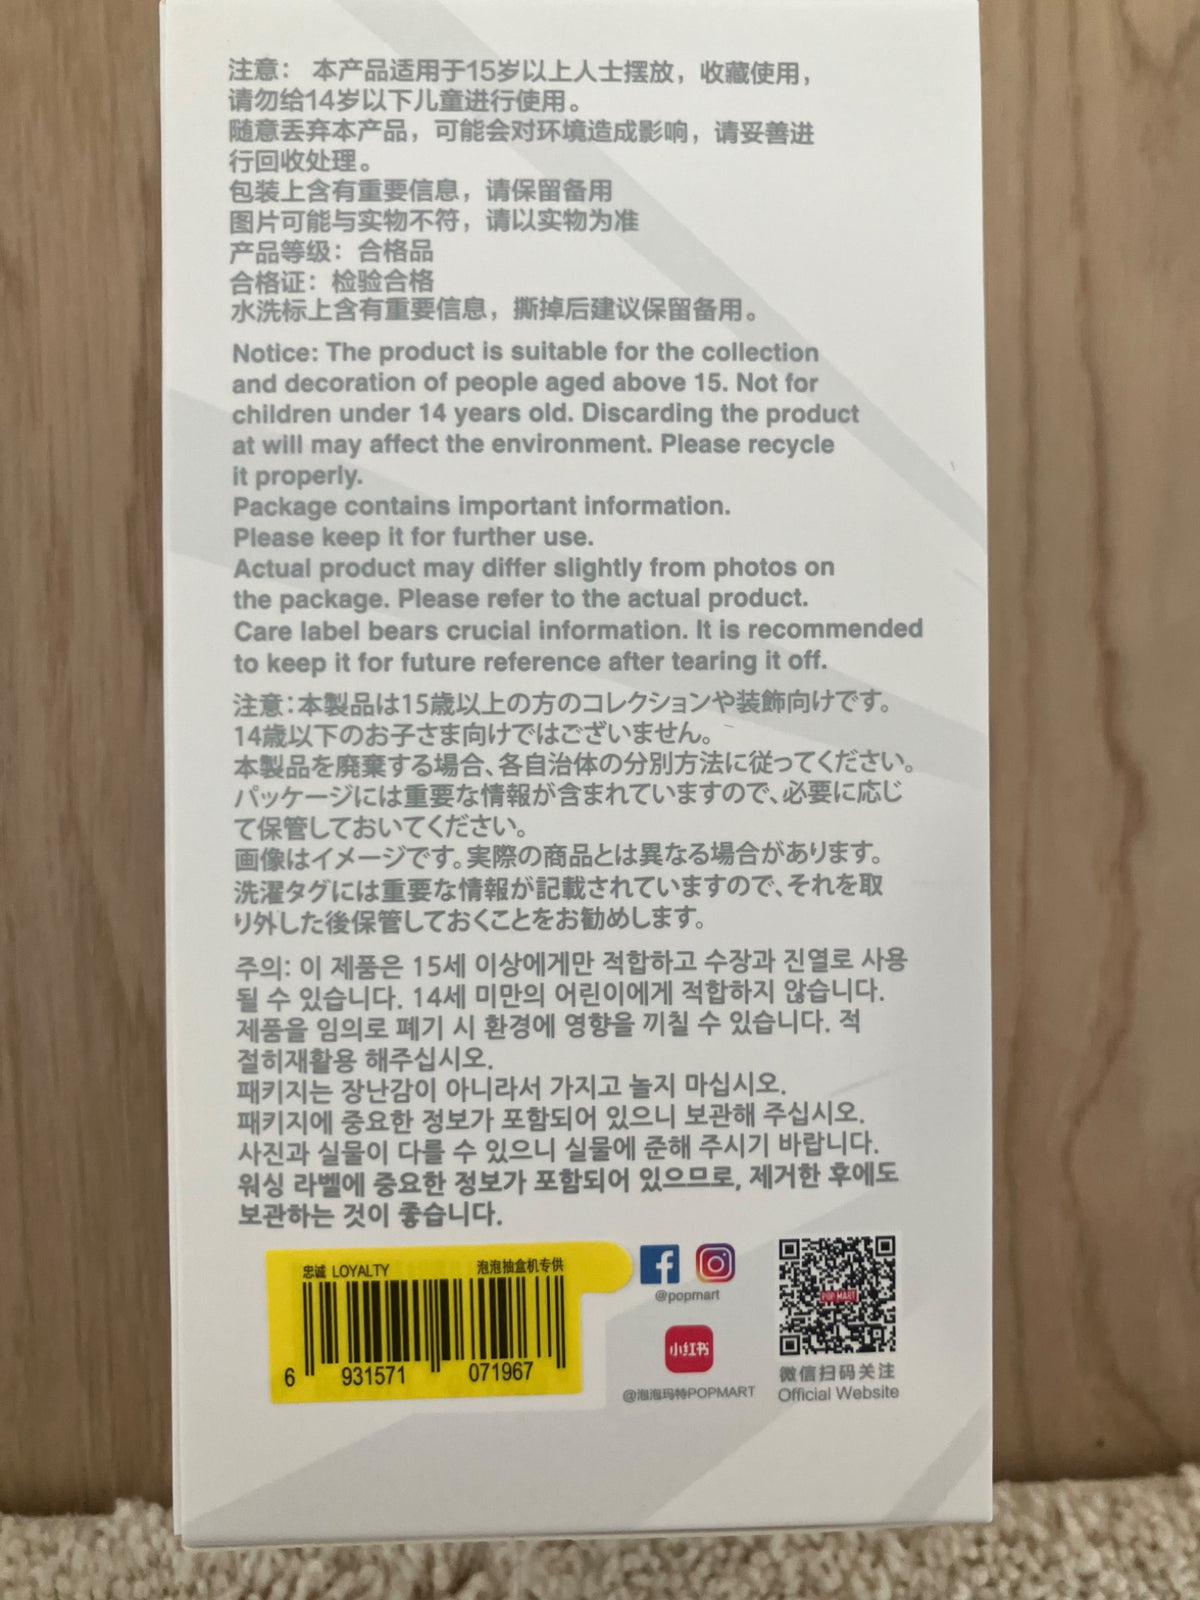 注意： 本产品适用于15岁以上人士摆放，收藏使用，
请勿给14岁以下儿童进行使用。
随意丢弃本产品，可能会对环境造成影响，请妥善进
行回收处理。
包装上含有重要信息，请保留备用
图片可能与实物不符，请以实物为准
产品等级：合格品
合格证：检验合格
水洗标上含有重要信息，撕掉后建议保留备用。
Notice: The product is suitable for the collection
and decoration of people aged above 15. Not for
children under 14 years old. Discarding the product
at will may affect the environment. Please recycle
it properly.
Package contains important information.
Please keep it for further use.
Actual product may differ slightly from photos on
the package. Please refer to the actual product.
Care label bears crucial information. It is recommended
to keep it for future reference after tearing it off.
注意：本製品は15歳以上の方のコレクションや装飾向けです。
14歳以下のお子さま向けではございません。
本製品を廃棄する場合、各自治体の分別方法に従ってください。
パッケージには重要な情報が含まれていますので、必要に応じ
て保管しておいてください。
画像はイメージです。実際の商品とは異なる場合があります。
洗濯タグには重要な情報が記載されていますので、それを取
り外した後保管しておくことをお勧めします。
주의: 이 제품은 15세 이상에게만 적합하고 수장과 진열로 사용
될 수 있습니다. 14세 미만의 어린이에게 적합하지 않습니다.
제품을 임의로 폐기 시 환경에 영향을 끼칠 수 있습니다. 적
절히재활용 해주십시오.
패키지는 장난감이 아니라서 가지고 놀지 마십시오.
패키지에 중요한 정보가 포함되어 있으니 보관해 주십시오.
사진과 실물이 다를 수 있으니 실물에 준해 주시기 바랍니다.
워싱 라벨에 중요한 정보가 포함되어 있으므로, 제거한 후에도
보관하는 것이 좋습니다.
忠诚 LOYALTY 泡泡抽盒机专供
6 931571 071967
@popmart
小红书
@泡泡玛特POPMART
POP MART
微信扫码关注
Official Website